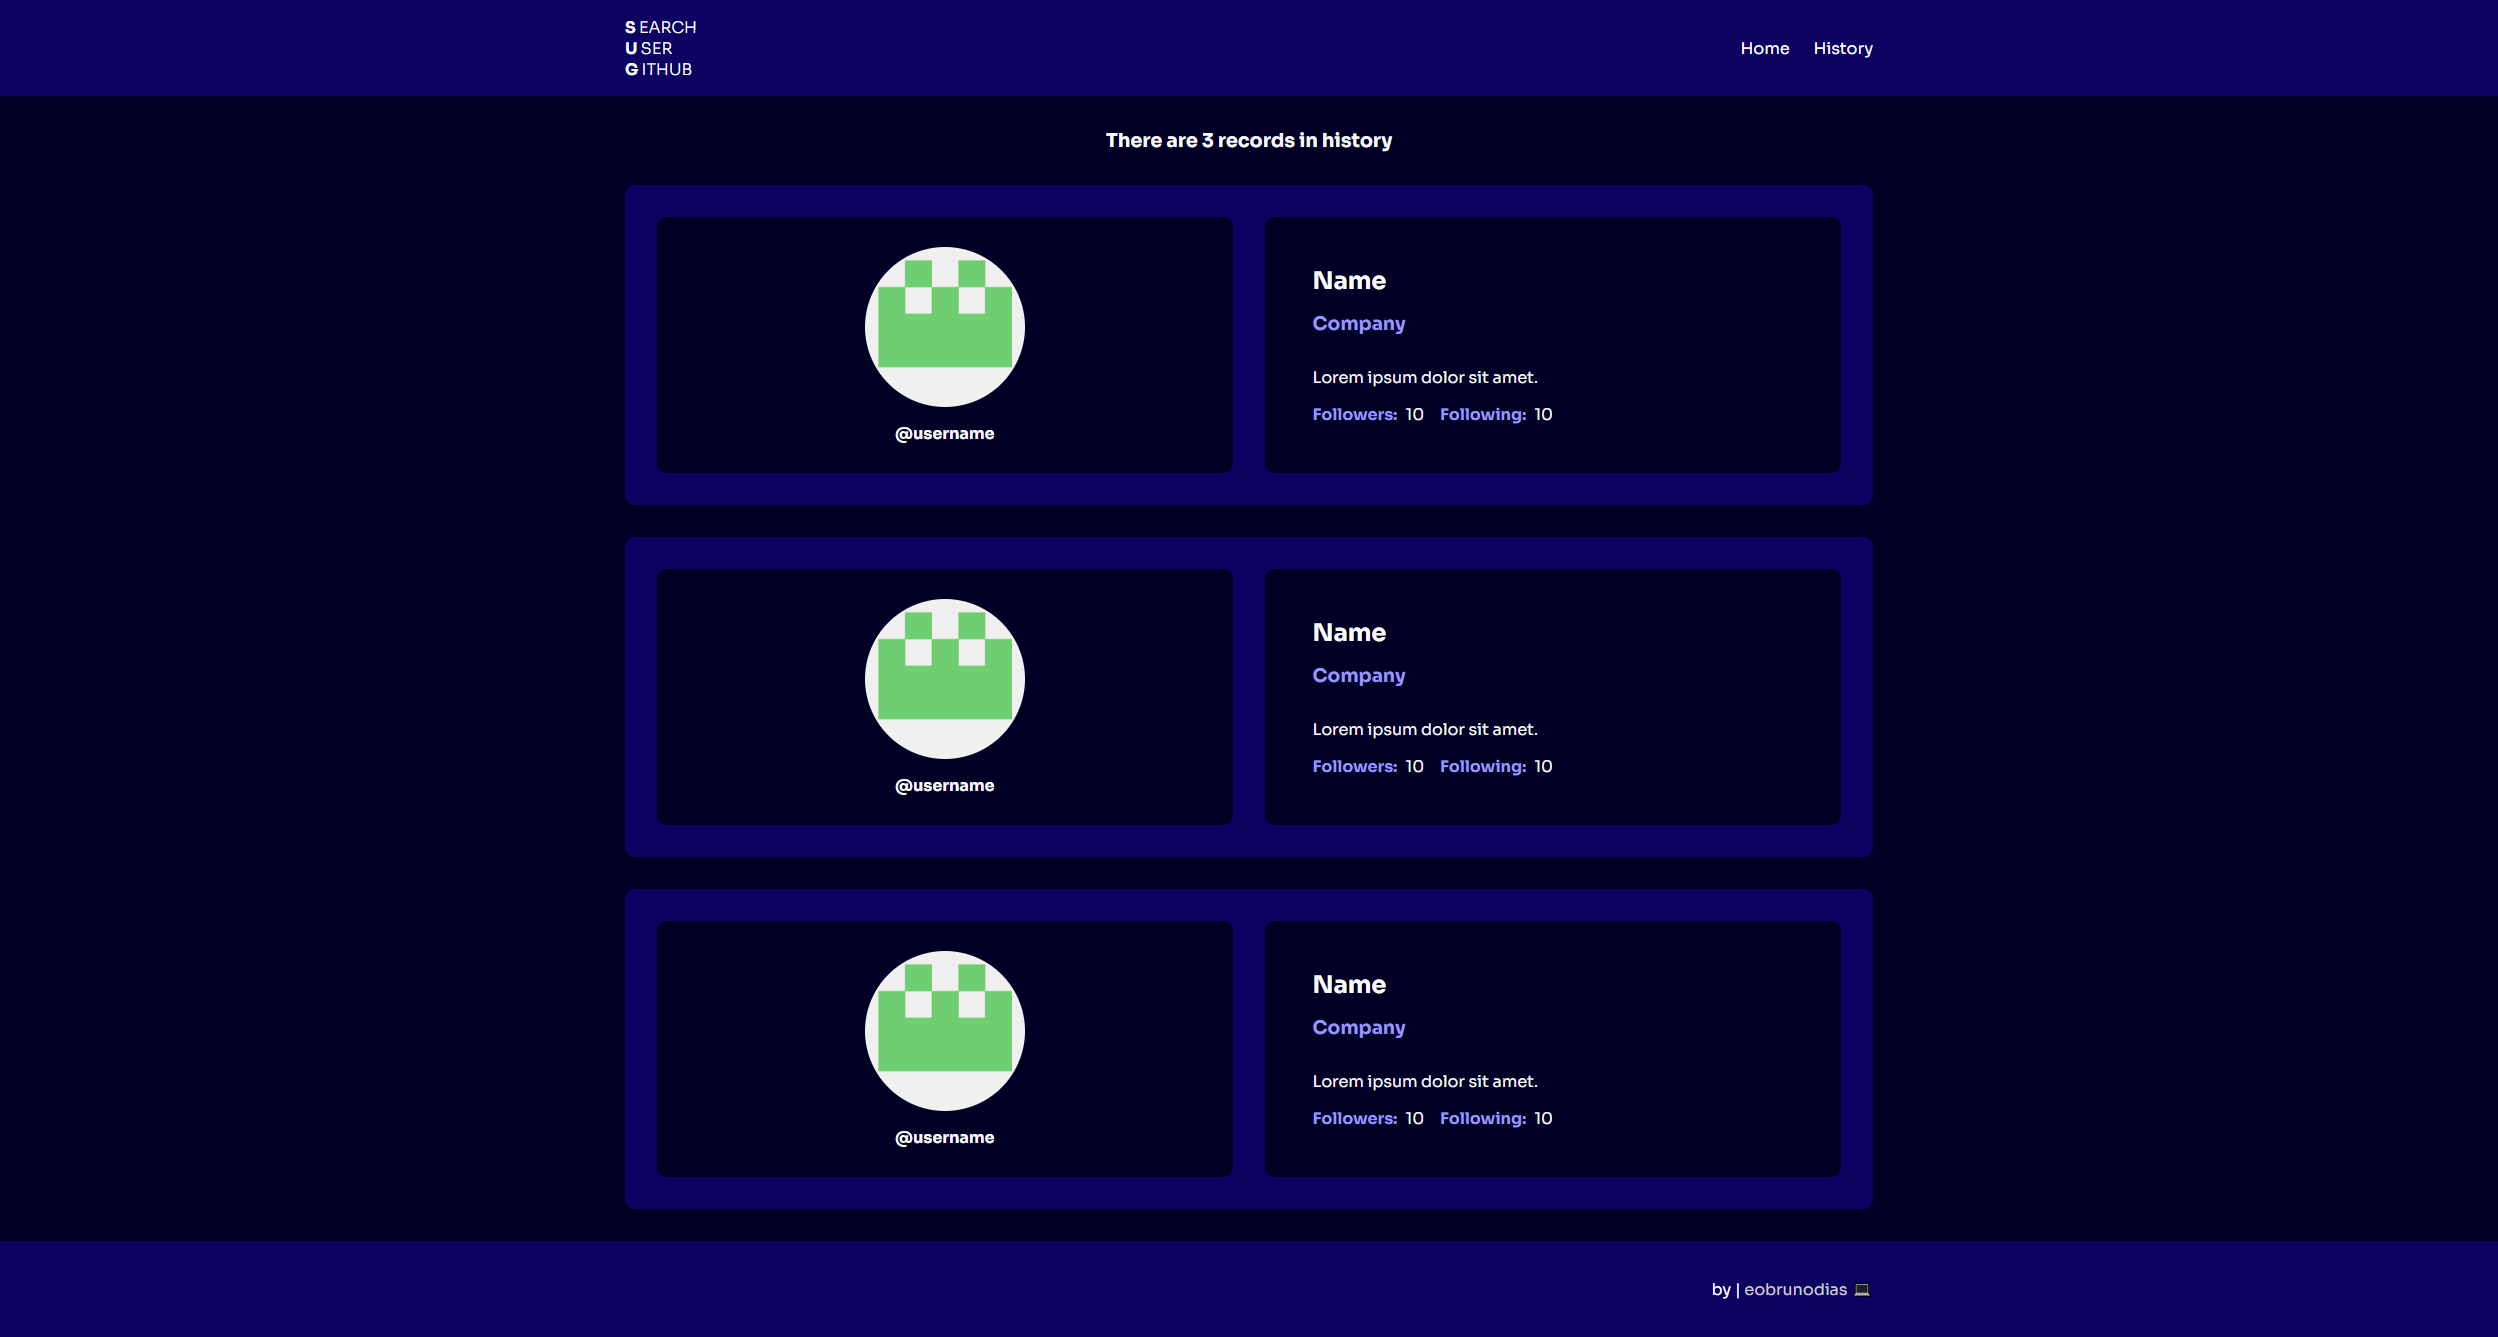 S EARCH
U SER
G ITHUB
Home History
There are 3 records in history
@username
Name
Company
Lorem ipsum dolor sit amet.
Followers: 10 Following: 10
@username
Name
Company
Lorem ipsum dolor sit amet.
Followers: 10 Following: 10
@username
Name
Company
Lorem ipsum dolor sit amet.
Followers: 10 Following: 10
by | eobrunodias 💻